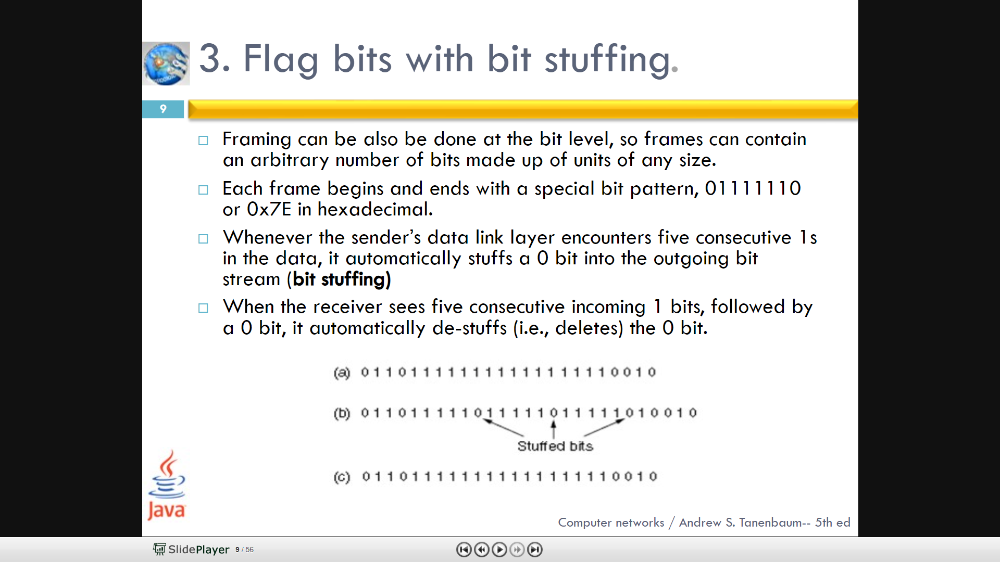 3. Flag bits with bit stuffing.
9
Framing can be also be done at the bit level, so frames can contain
an arbitrary number of bits made up of units of any size.
Each frame begins and ends with a special bit pattern, 01111110
or 0x7E in hexadecimal.
Whenever the sender’s data link layer encounters five consecutive 1s
in the data, it automatically stuffs a 0 bit into the outgoing bit
stream (bit stuffing)
When the receiver sees five consecutive incoming 1 bits, followed by
a 0 bit, it automatically de-stuffs (i.e., deletes) the 0 bit.
(a) 0 1 1 0 1 1 1 1 1 1 1 1 1 1 1 1 1 1 1 1 0 0 1 0
(b) 0 1 1 0 1 1 1 1 1 0 1 1 1 1 1 0 1 1 1 1 1 0 1 0 0 1 0
Stuffed bits
(c) 0 1 1 0 1 1 1 1 1 1 1 1 1 1 1 1 1 1 1 1 0 0 1 0
Java
Computer networks / Andrew S. Tanenbaum-- 5th ed
SlidePlayer 9 / 56